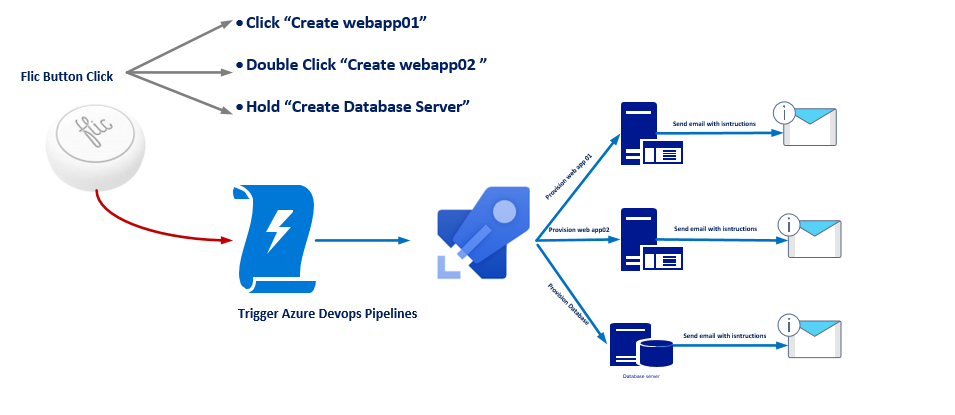 • Click “Create webapp01”
• Double Click “Create webapp02 ”
• Hold “Create Database Server”
Flic Button Click
flic
Trigger Azure Devops Pipelines
Provision web app 01
Send email with isntructions
Provision web app02
Send email with isntructions
Provision Database
Send email with isntructions
Database server